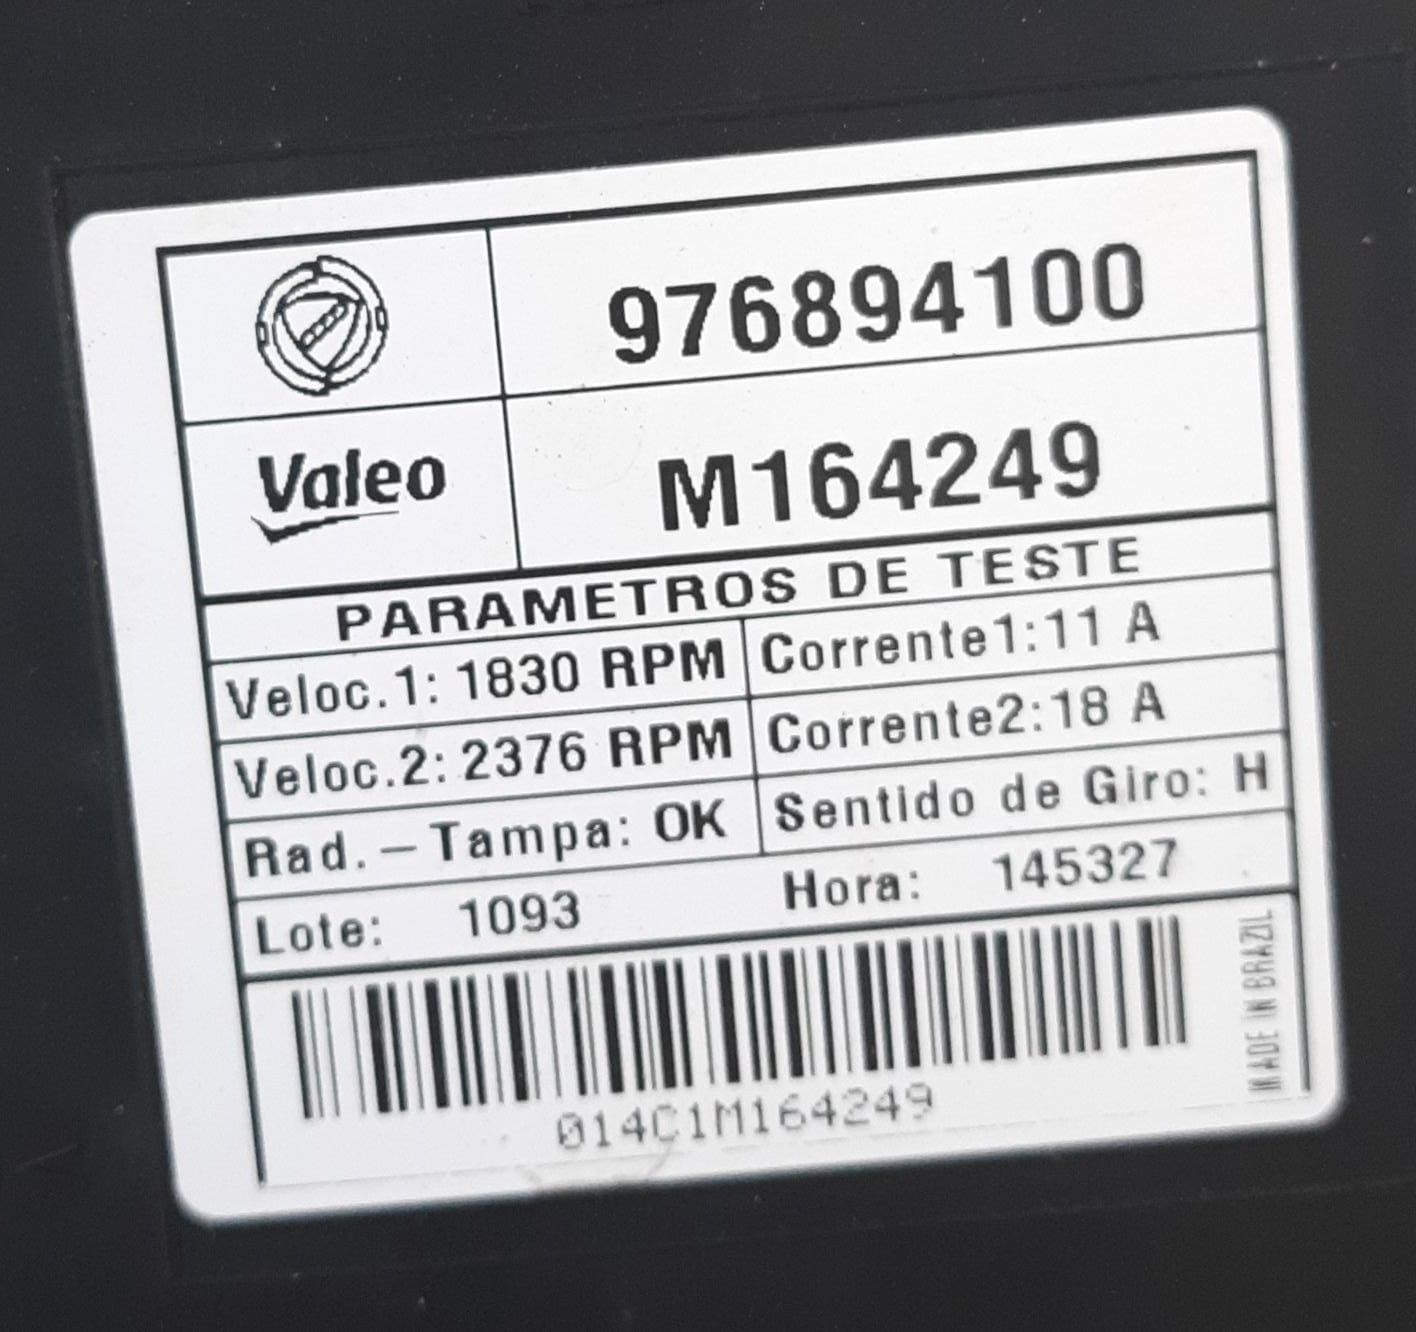 976894100
Valeo
M164249
PARAMETROS DE TESTE
Veloc.1: 1830 RPM Corrente1:11 A
Veloc.2: 2376 RPM Corrente2:18 A
Rad.–Tampa: OK Sentido de Giro: H
Lote: 1093 Hora: 145327
014C1M164249
MADE IN BRAZIL